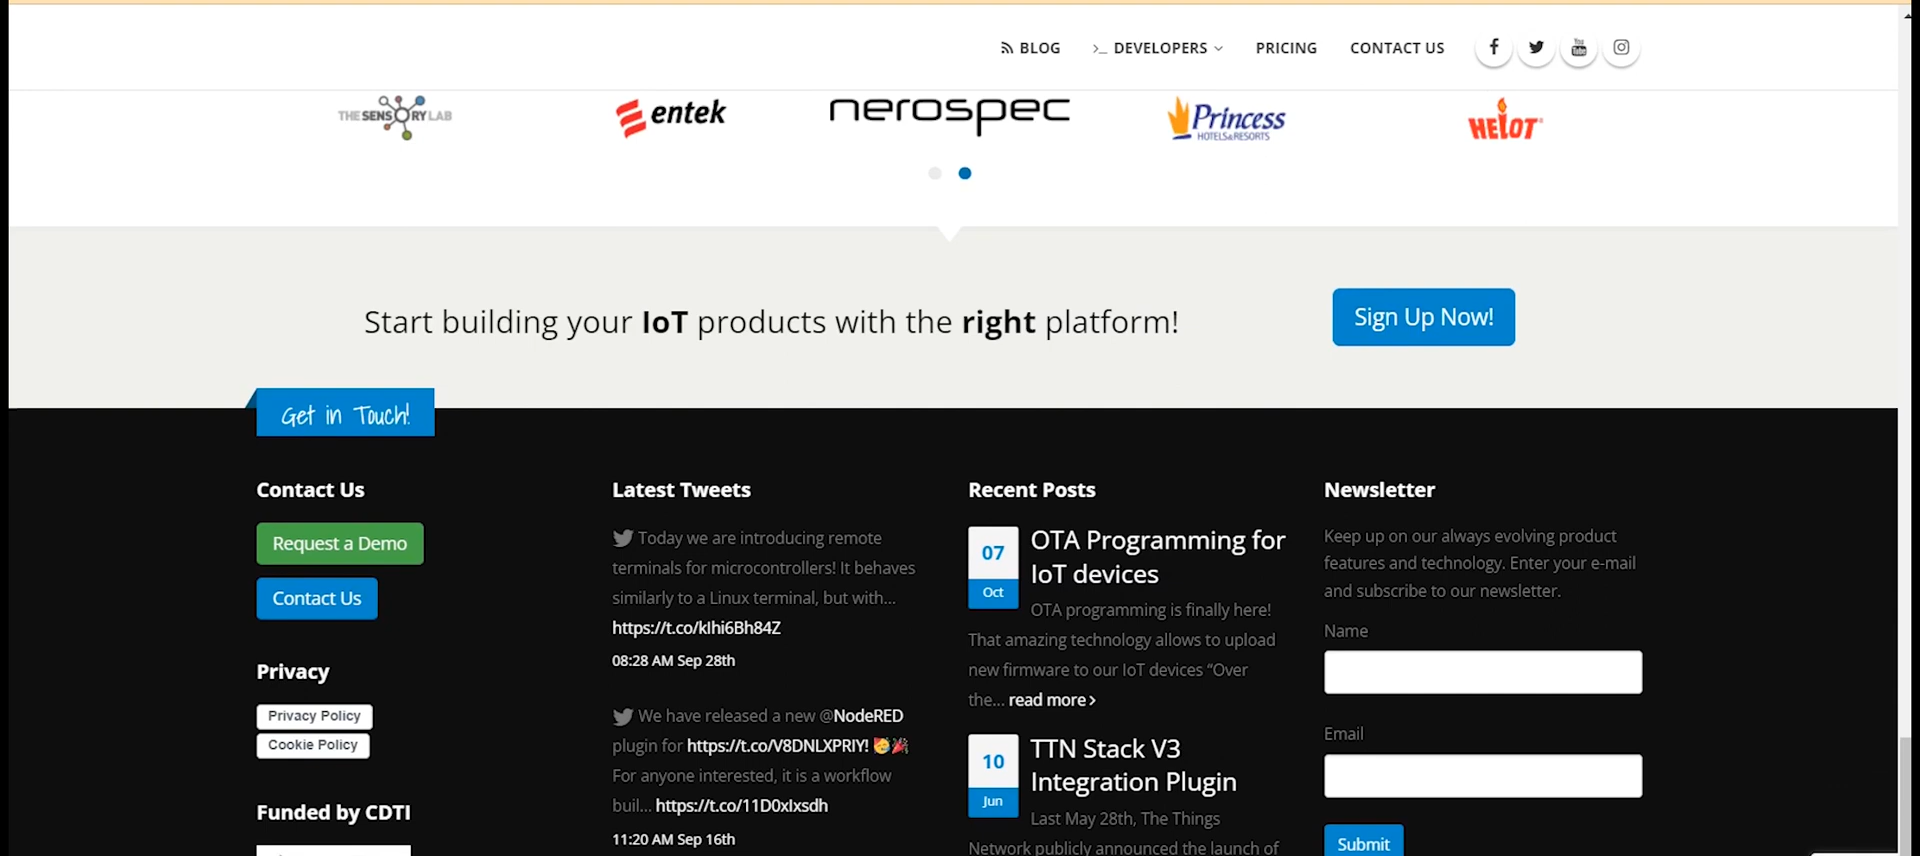 BLOG
DEVELOPERS
PRICING
CONTACT US
You
Tube
THE SENSORY LAB
entek
nerospec
Princess
HOTELS & RESORTS
HELOT
Start building your IoT products with the right platform!
Sign Up Now!
Get in Touch!
Contact Us
Request a Demo
Contact Us
Privacy
Privacy Policy
Cookie Policy
Funded by CDTI
Latest Tweets
Today we are introducing remote
terminals for microcontrollers! It behaves
similarly to a Linux terminal, but with...
https://t.co/kIhi6Bh84Z
08:28 AM Sep 28th
We have released a new @NodeRED
plugin for https://t.co/V8DNLXPRIY! 🥳🎉
For anyone interested, it is a workflow
buil... https://t.co/11D0xIxsdh
11:20 AM Sep 16th
Recent Posts
07
Oct
OTA Programming for
IoT devices
OTA programming is finally here!
That amazing technology allows to upload
new firmware to our IoT devices “Over
the... read more
10
Jun
TTN Stack V3
Integration Plugin
Last May 28th, The Things
Network publicly announced the launch of
Newsletter
Keep up on our always evolving product
features and technology. Enter your e-mail
and subscribe to our newsletter.
Name
Email
Submit